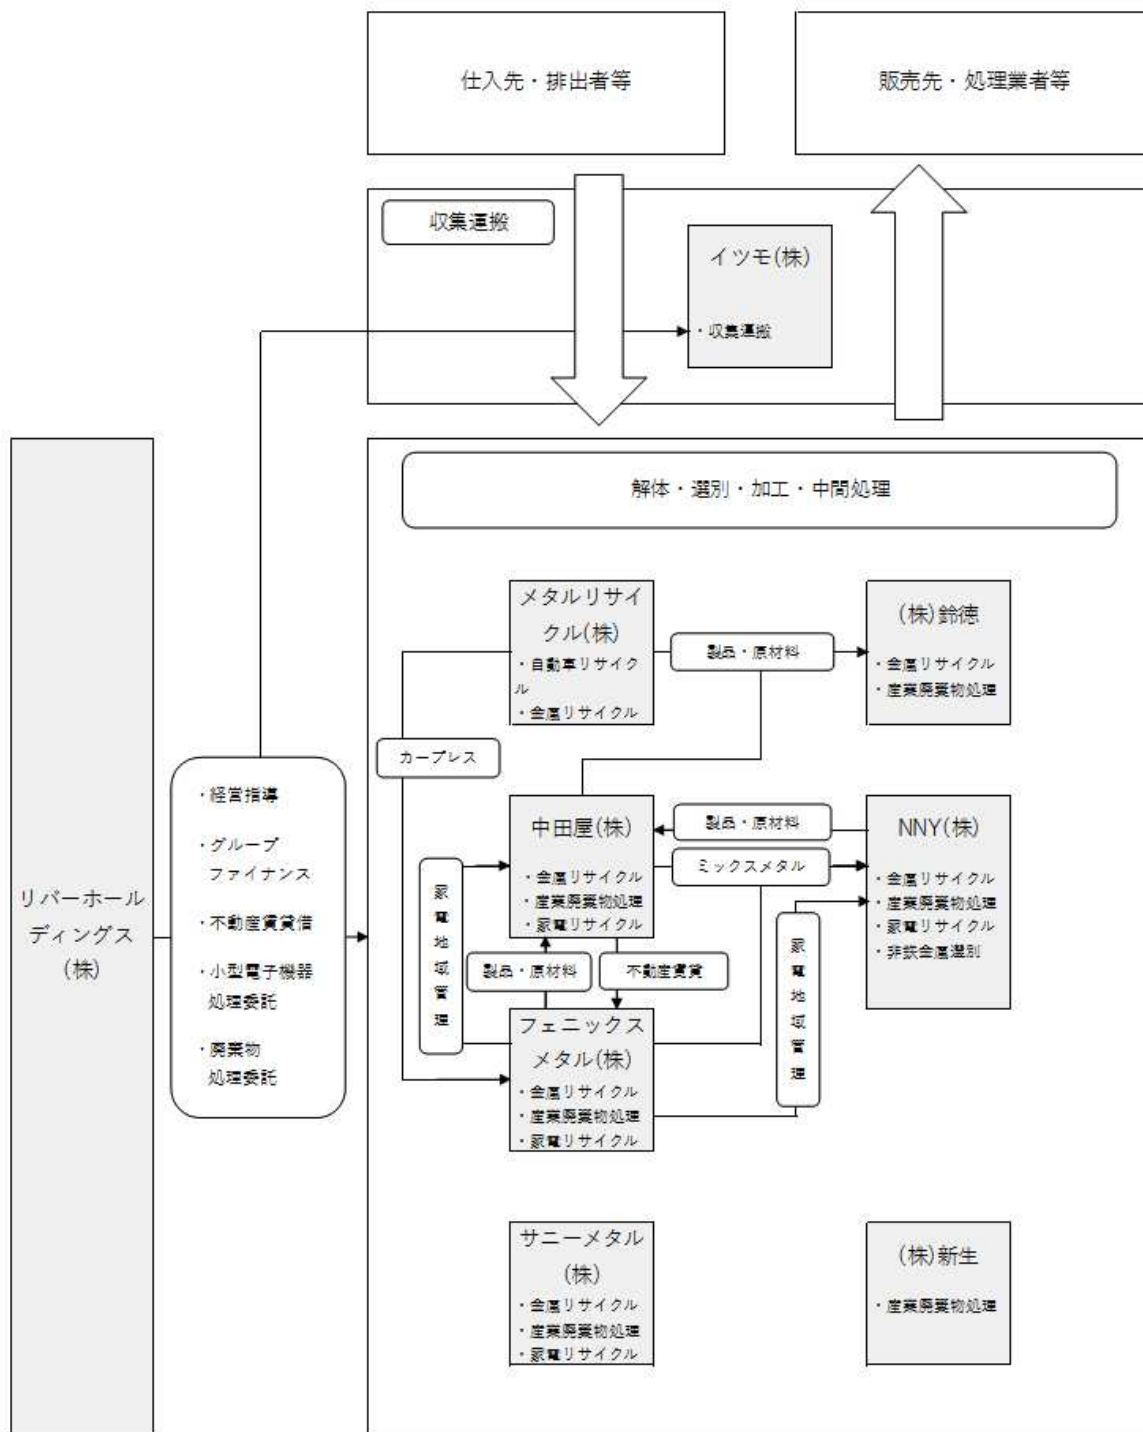 仕入先・排出者等
販売先・処理業者等
収集運搬
イツモ(株)
・収集運搬
解体・選別・加工・中間処理
リバーホール
ディングス
(株)
・経営指導
・グループ
ファイナンス
・不動産賃貸借
・小型電子機器
処理委託
・廃棄物
処理委託
メタルリサイ
クル(株)
・自動車リサイク
ル
・金属リサイクル
製品・原材料
(株)鈴徳
・金属リサイクル
・産業廃棄物処理
カープレス
中田屋(株)
・金属リサイクル
・産業廃棄物処理
・家電リサイクル
製品・原材料
ミックスメタル
NNY(株)
・金属リサイクル
・産業廃棄物処理
・家電リサイクル
・非鉄金属選別
家電地域管理
製品・原材料
不動産賃貸
家電地域管理
フェニックス
メタル(株)
・金属リサイクル
・産業廃棄物処理
・家電リサイクル
サニーメタル
(株)
・金属リサイクル
・産業廃棄物処理
・家電リサイクル
(株)新生
・産業廃棄物処理